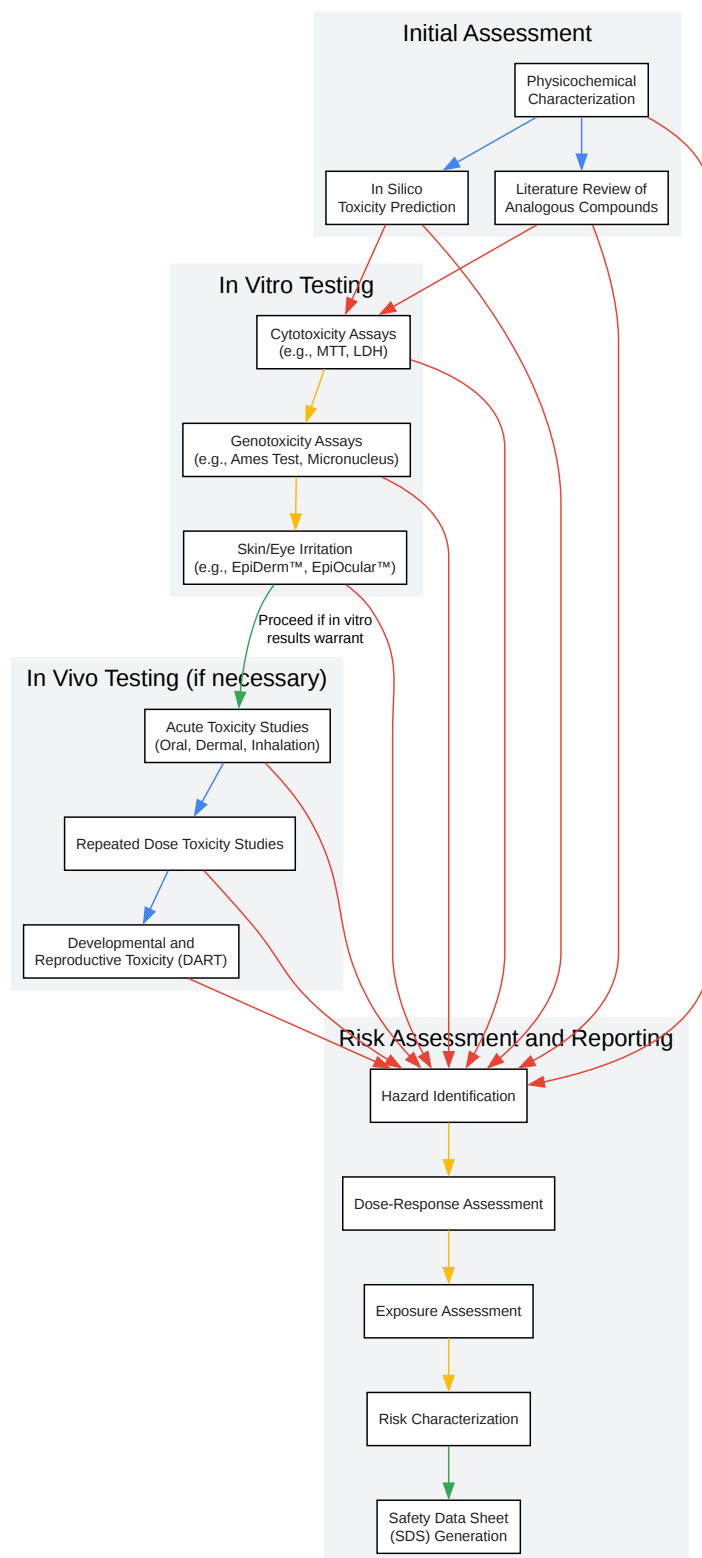 Initial Assessment
Physicochemical
Characterization
In Silico
Toxicity Prediction
Literature Review of
Analogous Compounds
In Vitro Testing
Cytotoxicity Assays
(e.g., MTT, LDH)
Genotoxicity Assays
(e.g., Ames Test, Micronucleus)
Skin/Eye Irritation
(e.g., EpiDerm™, EpiOcular™)
Proceed if in vitro
results warrant
In Vivo Testing (if necessary)
Acute Toxicity Studies
(Oral, Dermal, Inhalation)
Repeated Dose Toxicity Studies
Developmental and
Reproductive Toxicity (DART)
Risk Assessment and Reporting
Hazard Identification
Dose-Response Assessment
Exposure Assessment
Risk Characterization
Safety Data Sheet
(SDS) Generation